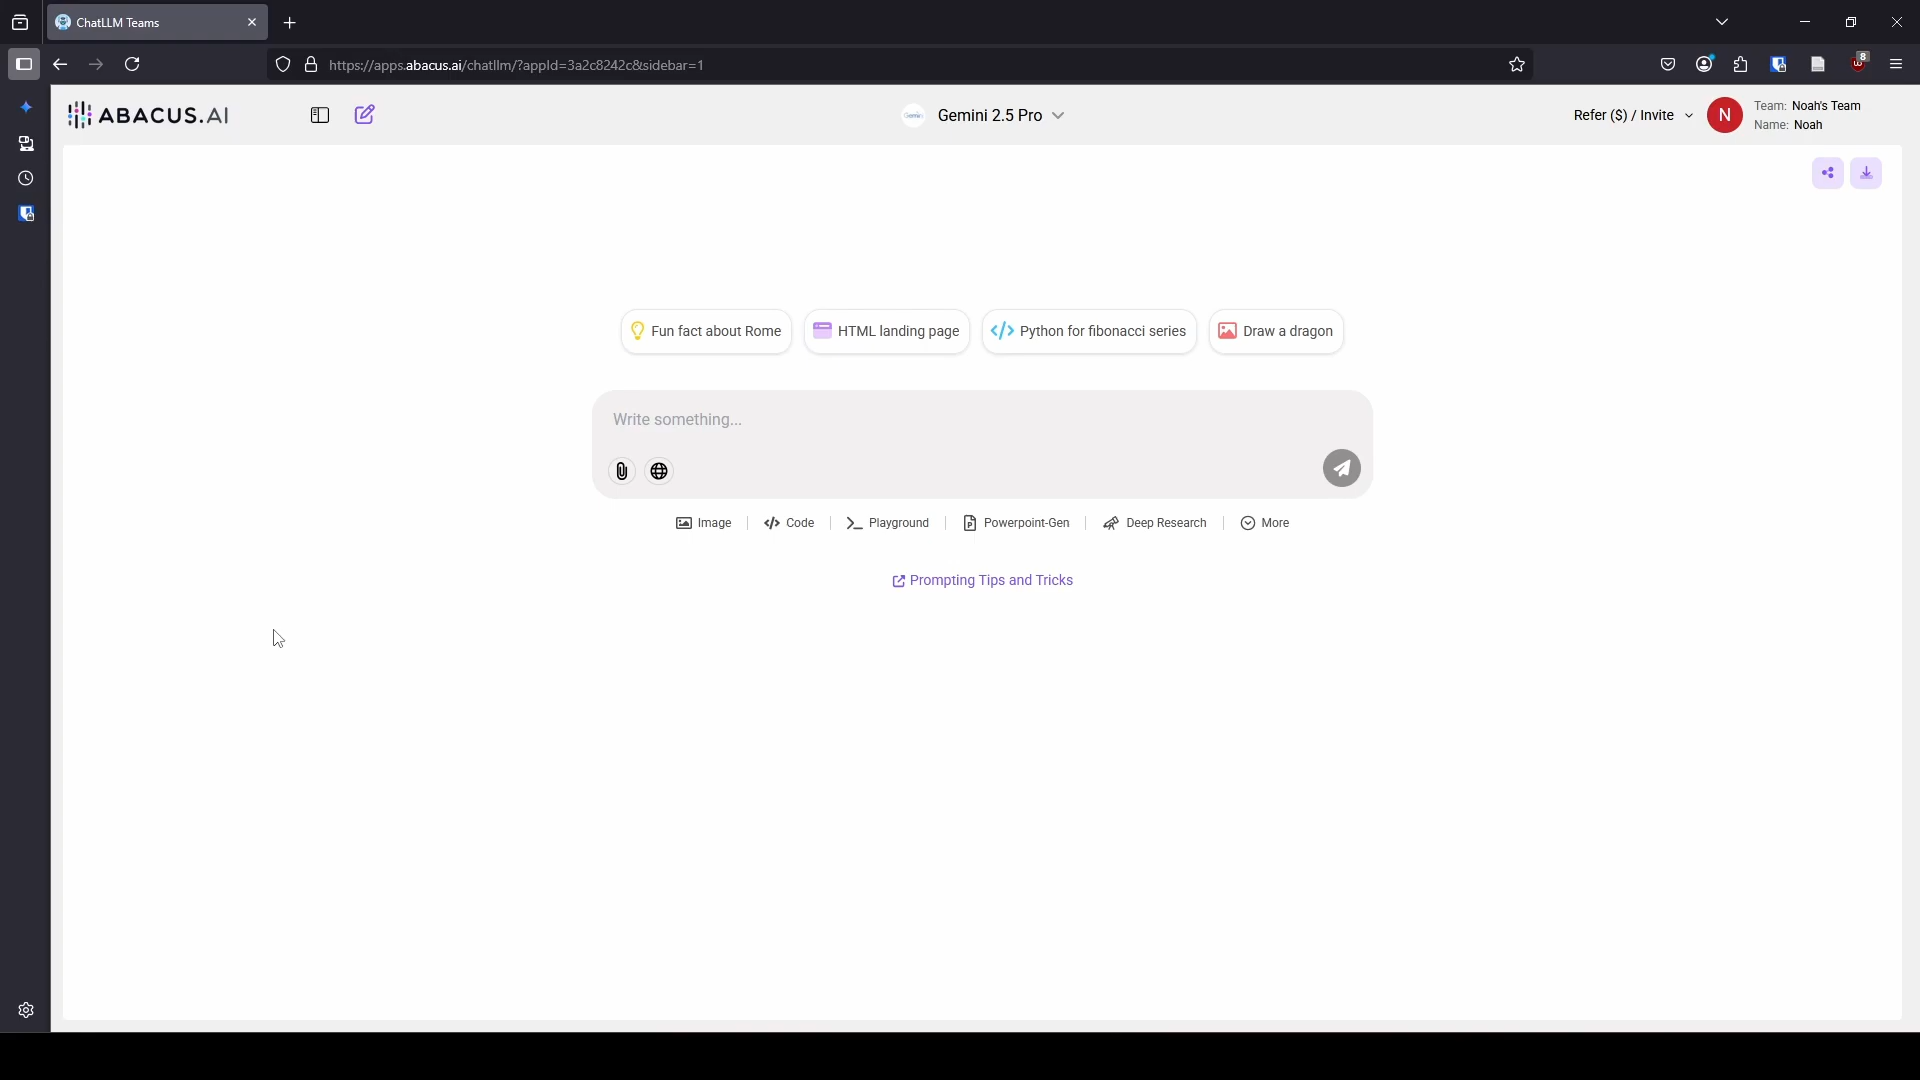 ChatLLM Teams
https://apps.abacus.ai/chatllm/?appId=3a2c8242c&sidebar=1
8
ABACUS.AI
Gemini 2.5 Pro
Refer ($) / Invite
N
Team: Noah's Team
Name: Noah
Fun fact about Rome
HTML landing page
Python for fibonacci series
Draw a dragon
Write something...
Image
Code
Playground
Powerpoint-Gen
Deep Research
More
Prompting Tips and Tricks